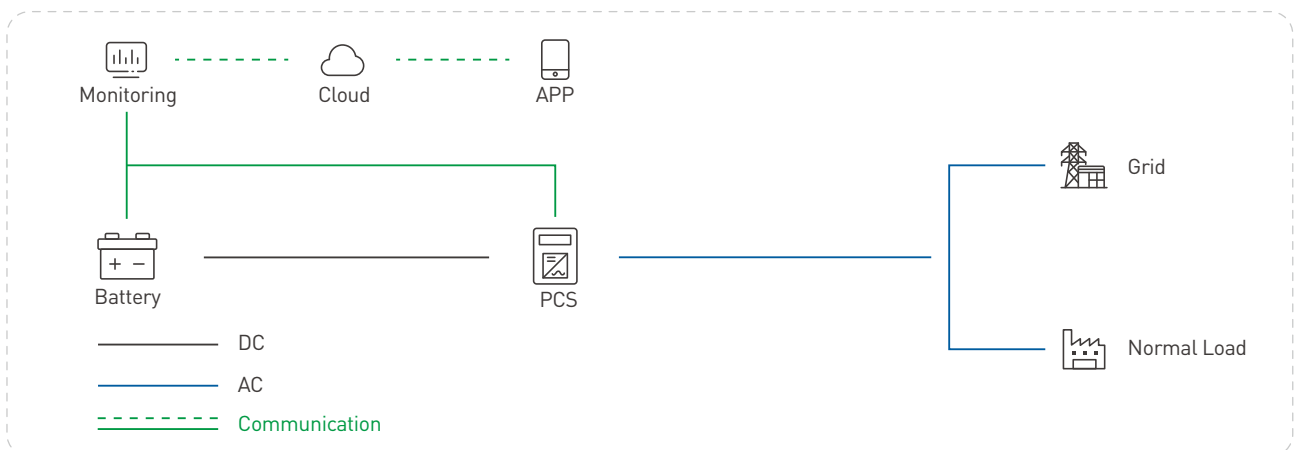 Monitoring
Cloud
APP
Grid
Battery
PCS
DC
Normal Load
AC
Communication